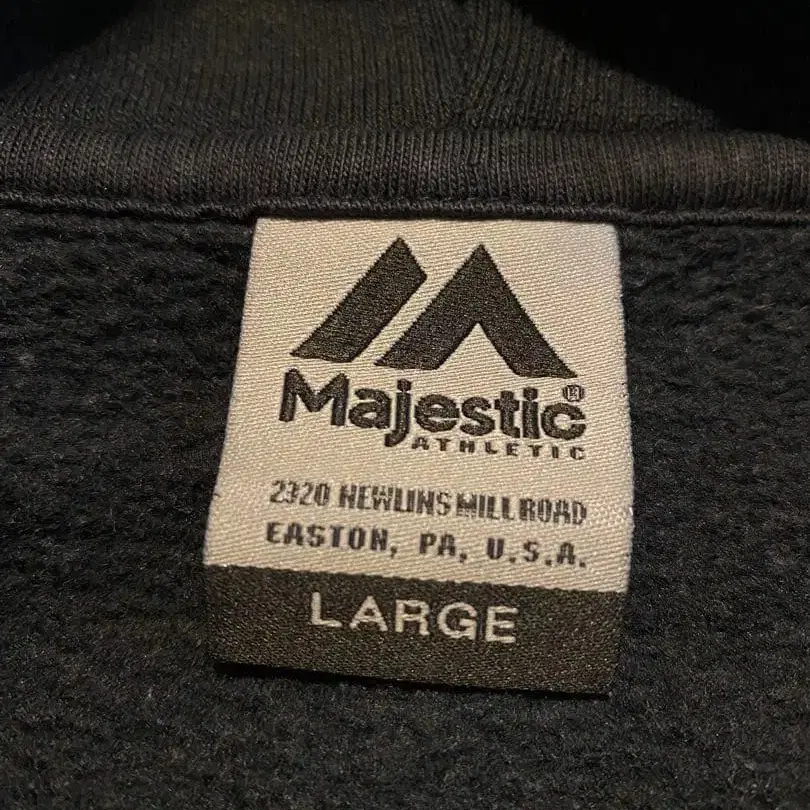 Majestic®
ATHLETIC
2320 NEWLINS MILL ROAD
EASTON, PA, U.S.A.
LARGE